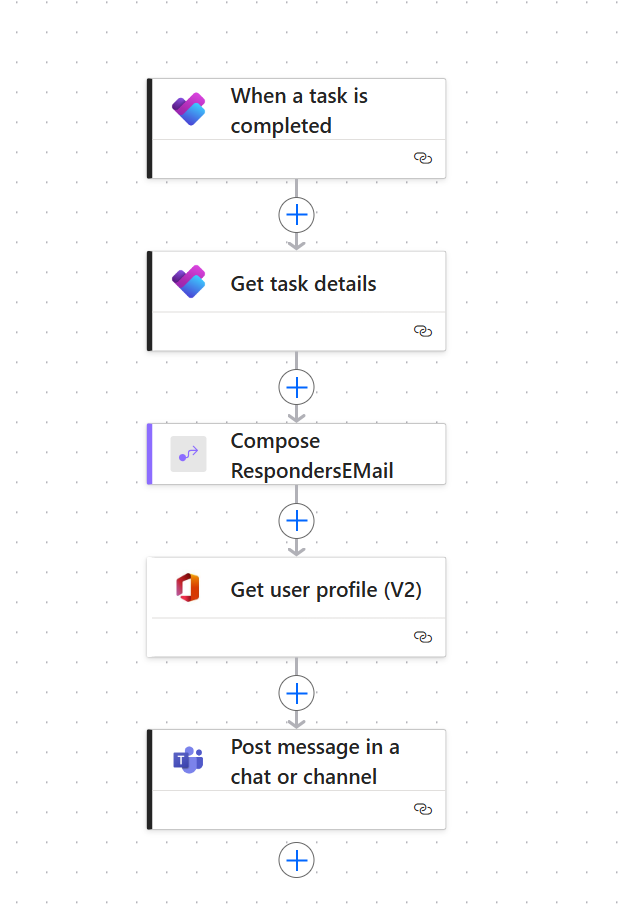 When a task is
completed
Get task details
Compose
RespondersEMail
Get user profile (V2)
T
Post message in a
chat or channel